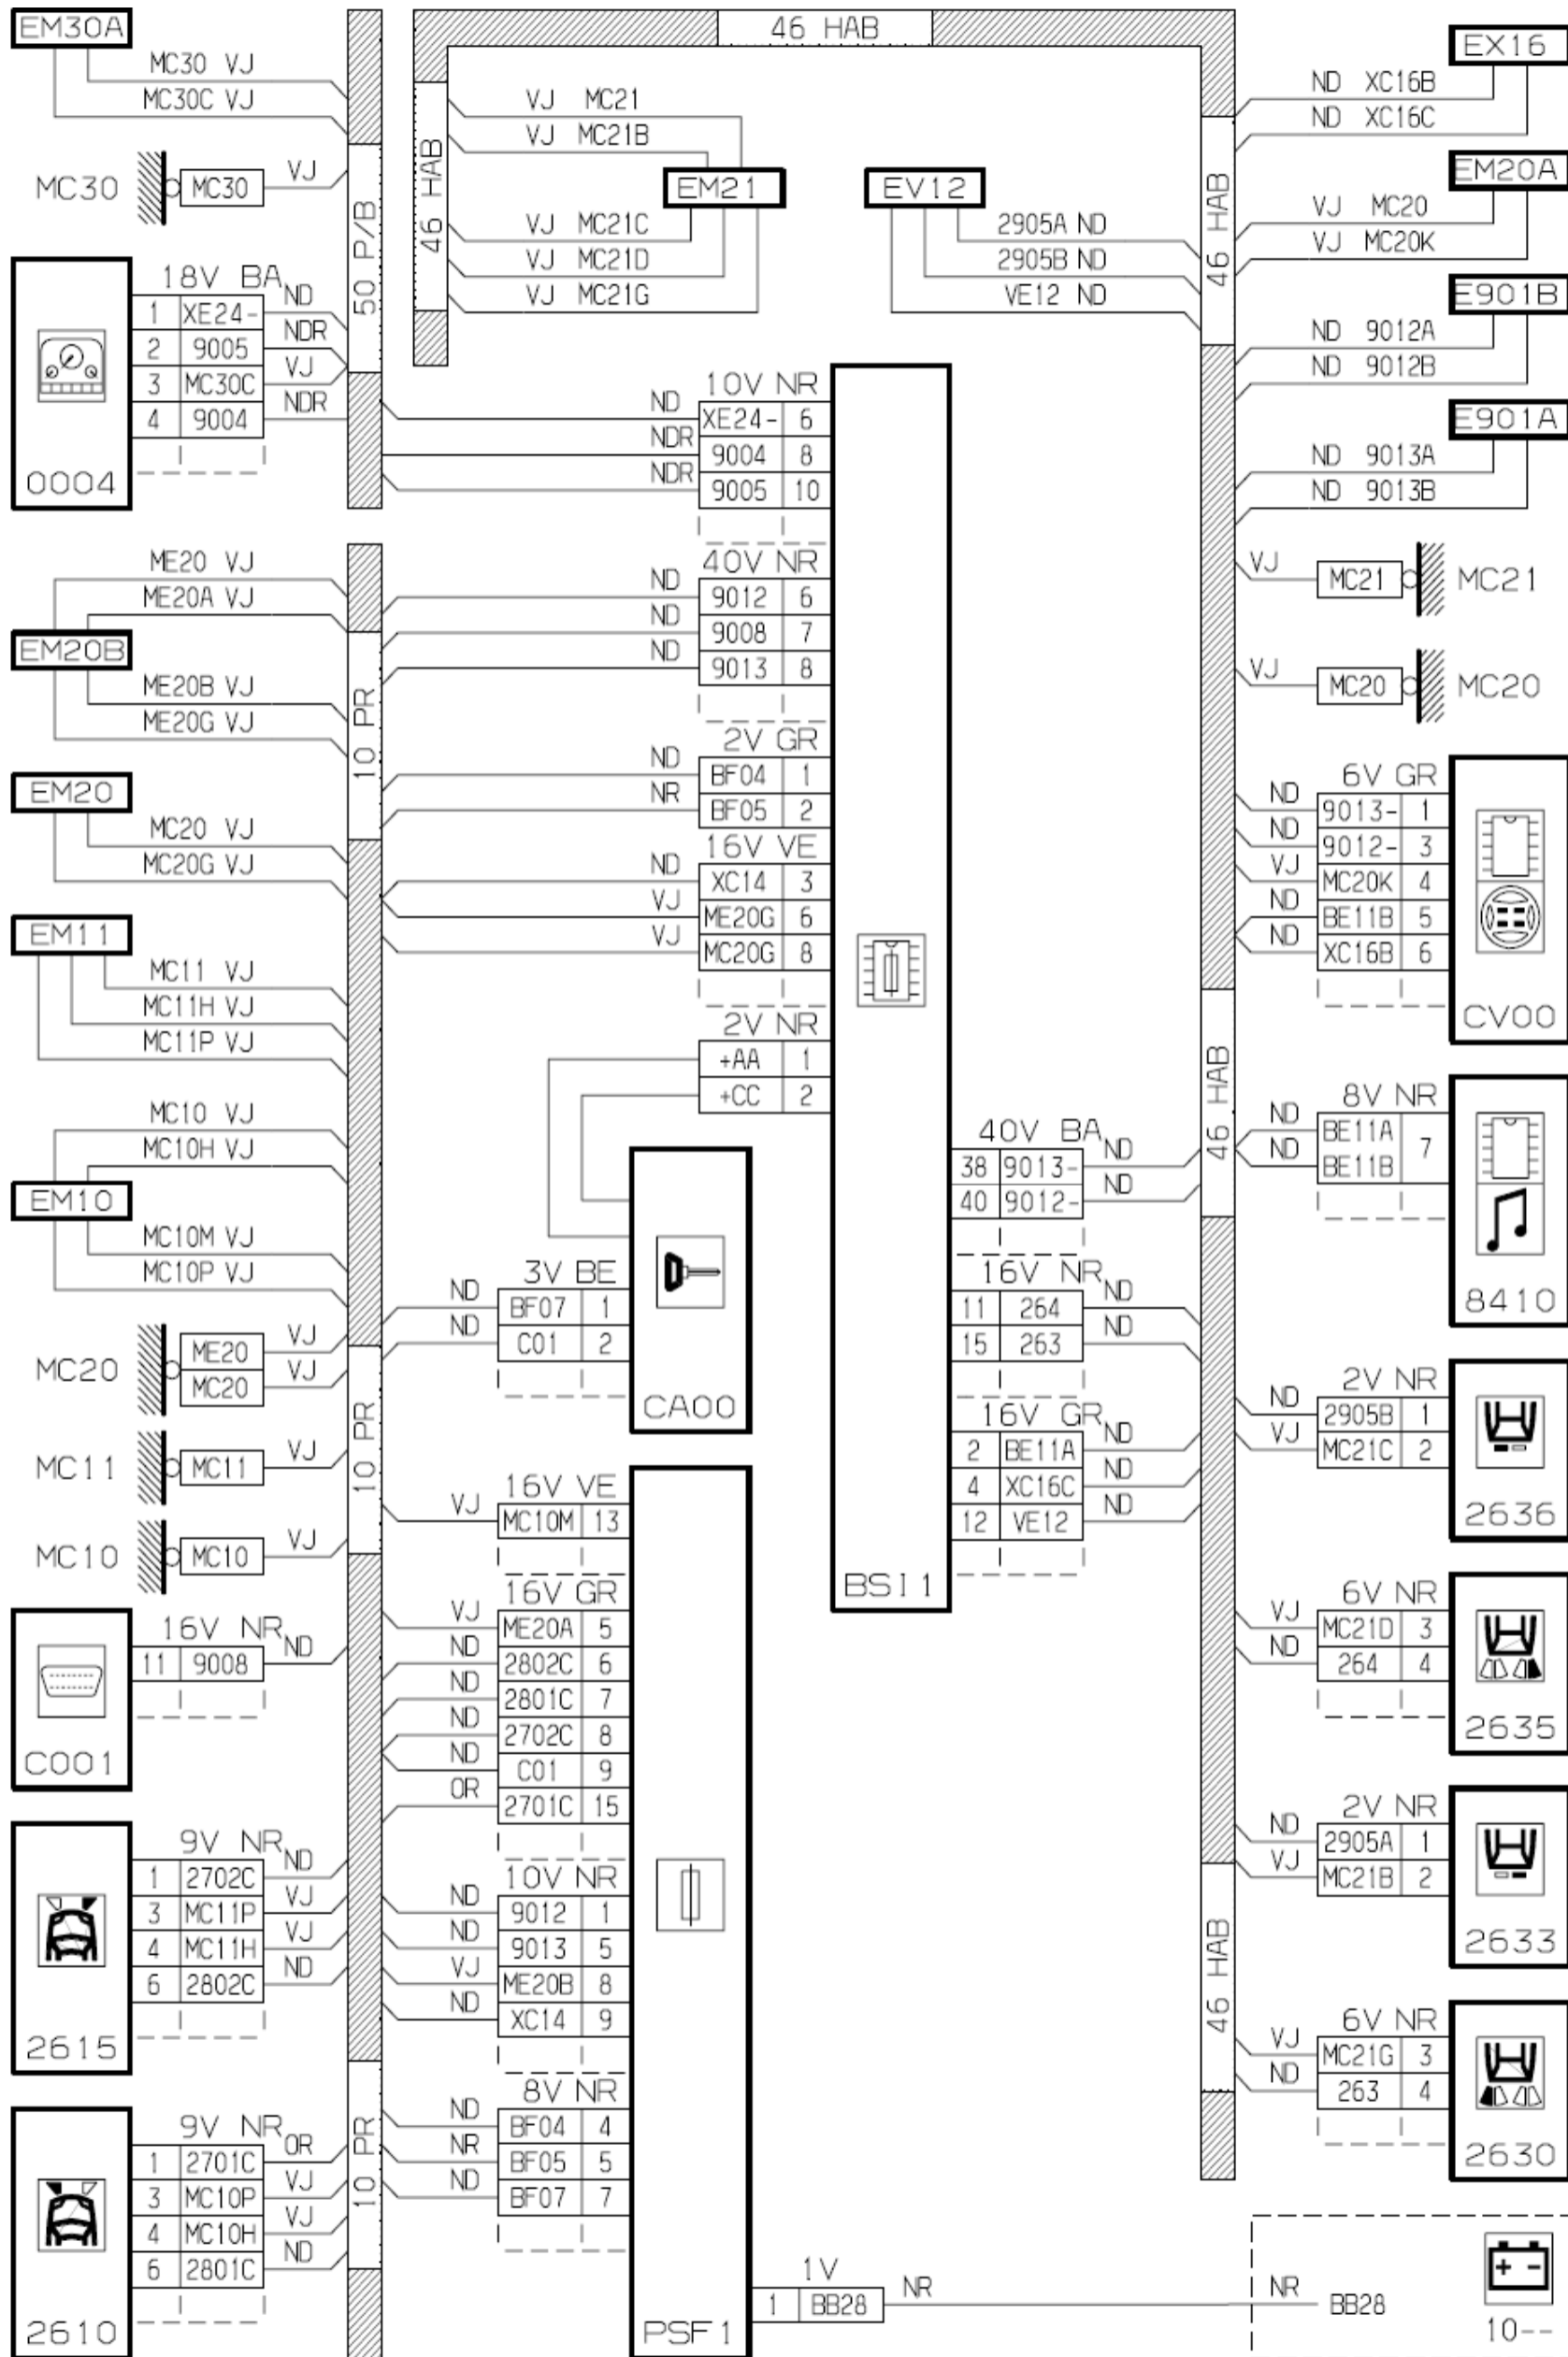 EM30A
MC30 VJ
MC30C VJ
MC30
MC30
VJ
50 P/B
18V BA
1 XE24- ND
2 9005 NDR
3 MC30C VJ
4 9004 NDR
0004
ME20 VJ
ME20A VJ
EM20B
ME20B VJ
ME20G VJ
10 PR
EM20
MC20 VJ
MC20G VJ
EM11
MC11 VJ
MC11H VJ
MC11P VJ
MC10 VJ
MC10H VJ
EM10
MC10M VJ
MC10P VJ
MC20
ME20 VJ
MC20 VJ
MC11
MC11 VJ
10 PR
MC10
MC10 VJ
16V NR
11 9008 ND
C001
9V NR
1 2702C ND
3 MC11P VJ
4 MC11H VJ
6 2802C ND
2615
9V NR
1 2701C OR
3 MC10P VJ
4 MC10H VJ
6 2801C ND
2610
10 PR
46 HAB
46 HAB
VJ MC21
VJ MC21B
EM21
VJ MC21C
VJ MC21D
VJ MC21G
EV12
2905A ND
2905B ND
VE12 ND
46 HAB
10V NR
ND XE24- 6
NDR 9004 8
NDR 9005 10
40V NR
ND 9012 6
ND 9008 7
ND 9013 8
2V GR
ND BF04 1
NR BF05 2
16V VE
ND XC14 3
VJ ME20G 6
VJ MC20G 8
2V NR
+AA 1
+CC 2
3V BE
ND BF07 1
ND C01 2
CA00
40V BA
38 9013- ND
40 9012- ND
16V NR
11 264 ND
15 263 ND
16V GR
2 BE11A ND
4 XC16C ND
12 VE12 ND
BSI1
16V VE
VJ MC10M 13
16V GR
VJ ME20A 5
ND 2802C 6
ND 2801C 7
ND 2702C 8
ND C01 9
OR 2701C 15
10V NR
ND 9012 1
ND 9013 5
VJ ME20B 8
ND XC14 9
8V NR
ND BF04 4
NR BF05 5
ND BF07 7
PSF1
1V
1 BB28 NR
EX16
ND XC16B
ND XC16C
EM20A
VJ MC20
VJ MC20K
E901B
ND 9012A
ND 9012B
E901A
ND 9013A
ND 9013B
VJ MC21
MC21
VJ MC20
MC20
6V GR
ND 9013- 1
ND 9012- 3
VJ MC20K 4
ND BE11B 5
ND XC16B 6
CV00
46 HAB
8V NR
ND BE11A
7
ND BE11B
8410
2V NR
ND 2905B 1
VJ MC21C 2
2636
6V NR
VJ MC21D 3
ND 264 4
2635
2V NR
ND 2905A 1
VJ MC21B 2
2633
46 HAB
6V NR
VJ MC21G 3
ND 263 4
2630
NR BB28
+ -
10--